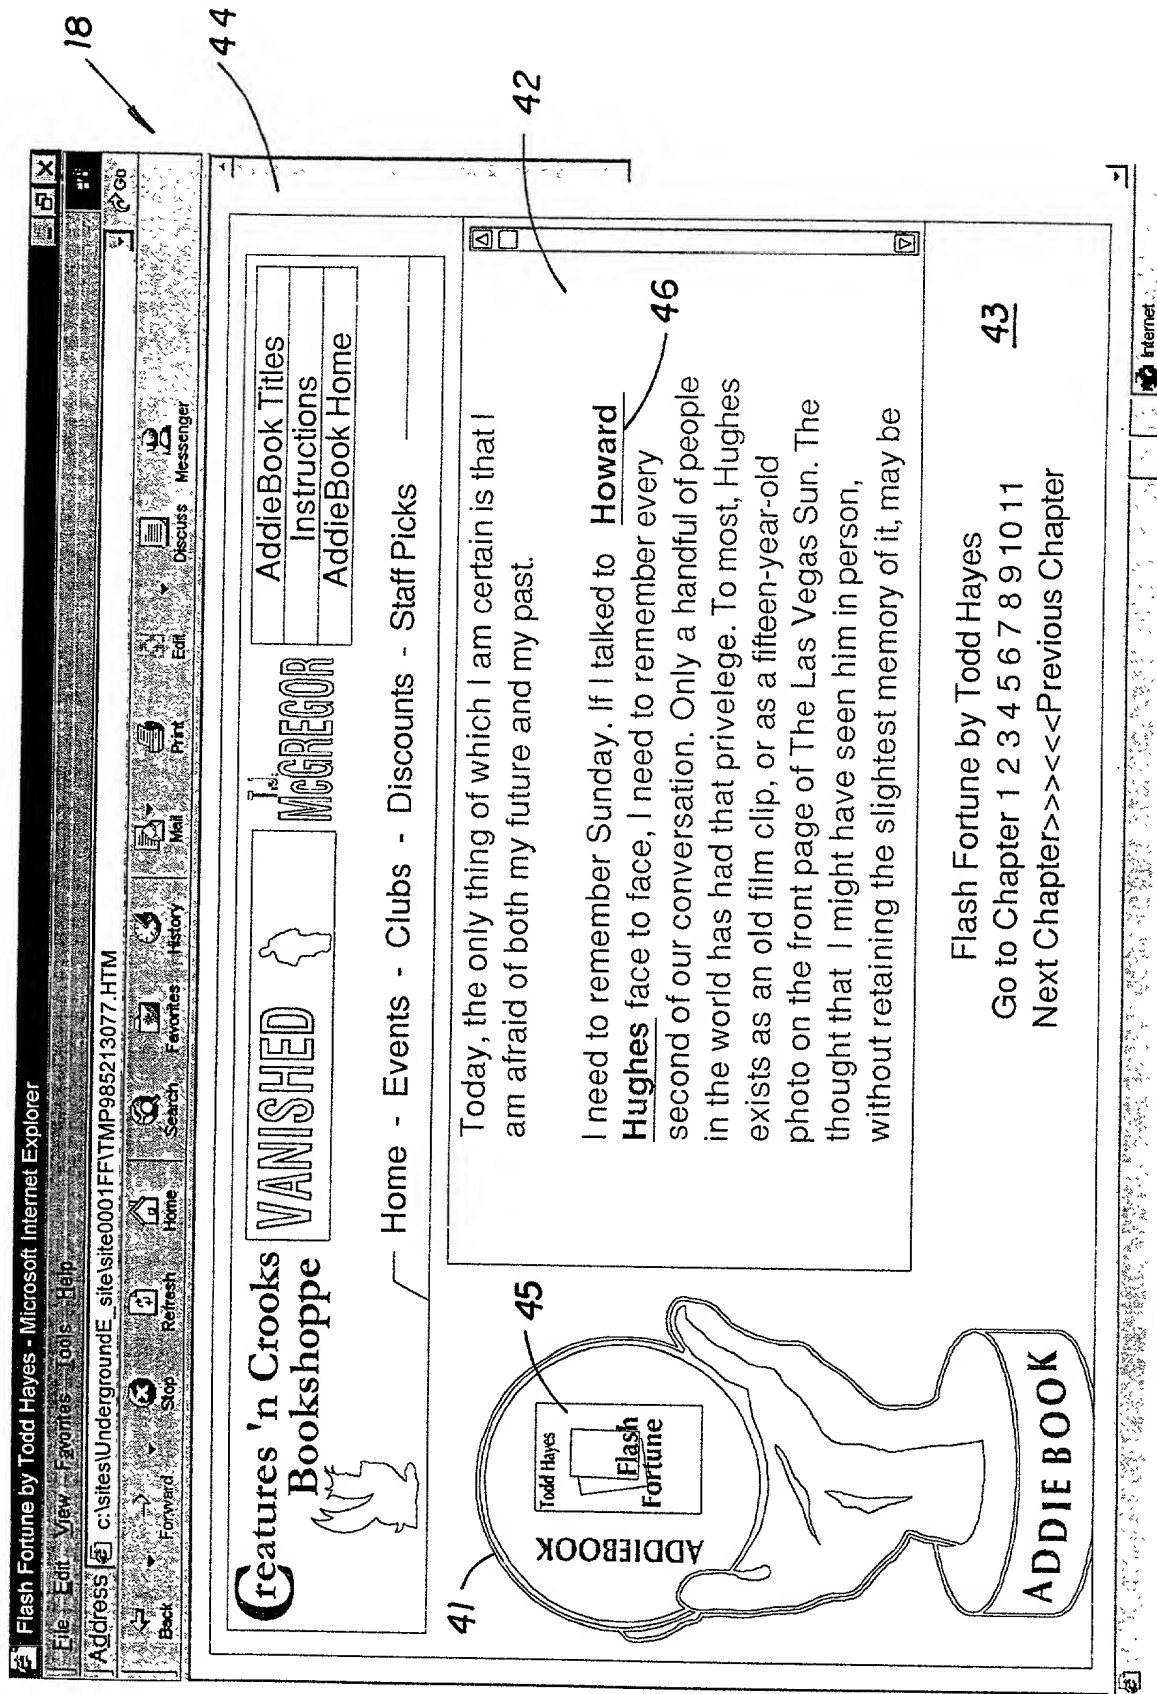 Flash Fortune by Todd Hayes - Microsoft Internet Explorer
File Edit View Favorites Tools Help
Address c:\sites\UndergroundE_site\site0001FF\TMP985213077.HTM Go
Back Forward Stop Refresh Home Search Favorites History Mail Print Edit Discuss Messenger
18
44
Creatures 'n Crooks
Bookshoppe
VANISHED
McGREGOR
AddieBook Titles
Instructions
AddieBook Home
Home - Events - Clubs - Discounts - Staff Picks
42
Today, the only thing of which I am certain is that I
am afraid of both my future and my past.
I need to remember Sunday. If I talked to Howard
Hughes face to face, I need to remember every
second of our conversation. Only a handful of people
in the world has had that privelege. To most, Hughes
exists as an old film clip, or as a fifteen-year-old
photo on the front page of The Las Vegas Sun. The
thought that I might have seen him in person,
without retaining the slightest memory of it, may be
46
41
45
ADDIEBOOK
Todd Hayes
Flash
Fortune
ADDIE BOOK
Flash Fortune by Todd Hayes
Go to Chapter 1 2 3 4 5 6 7 8 9 10 11
Next Chapter>>><<<Previous Chapter
43
Internet